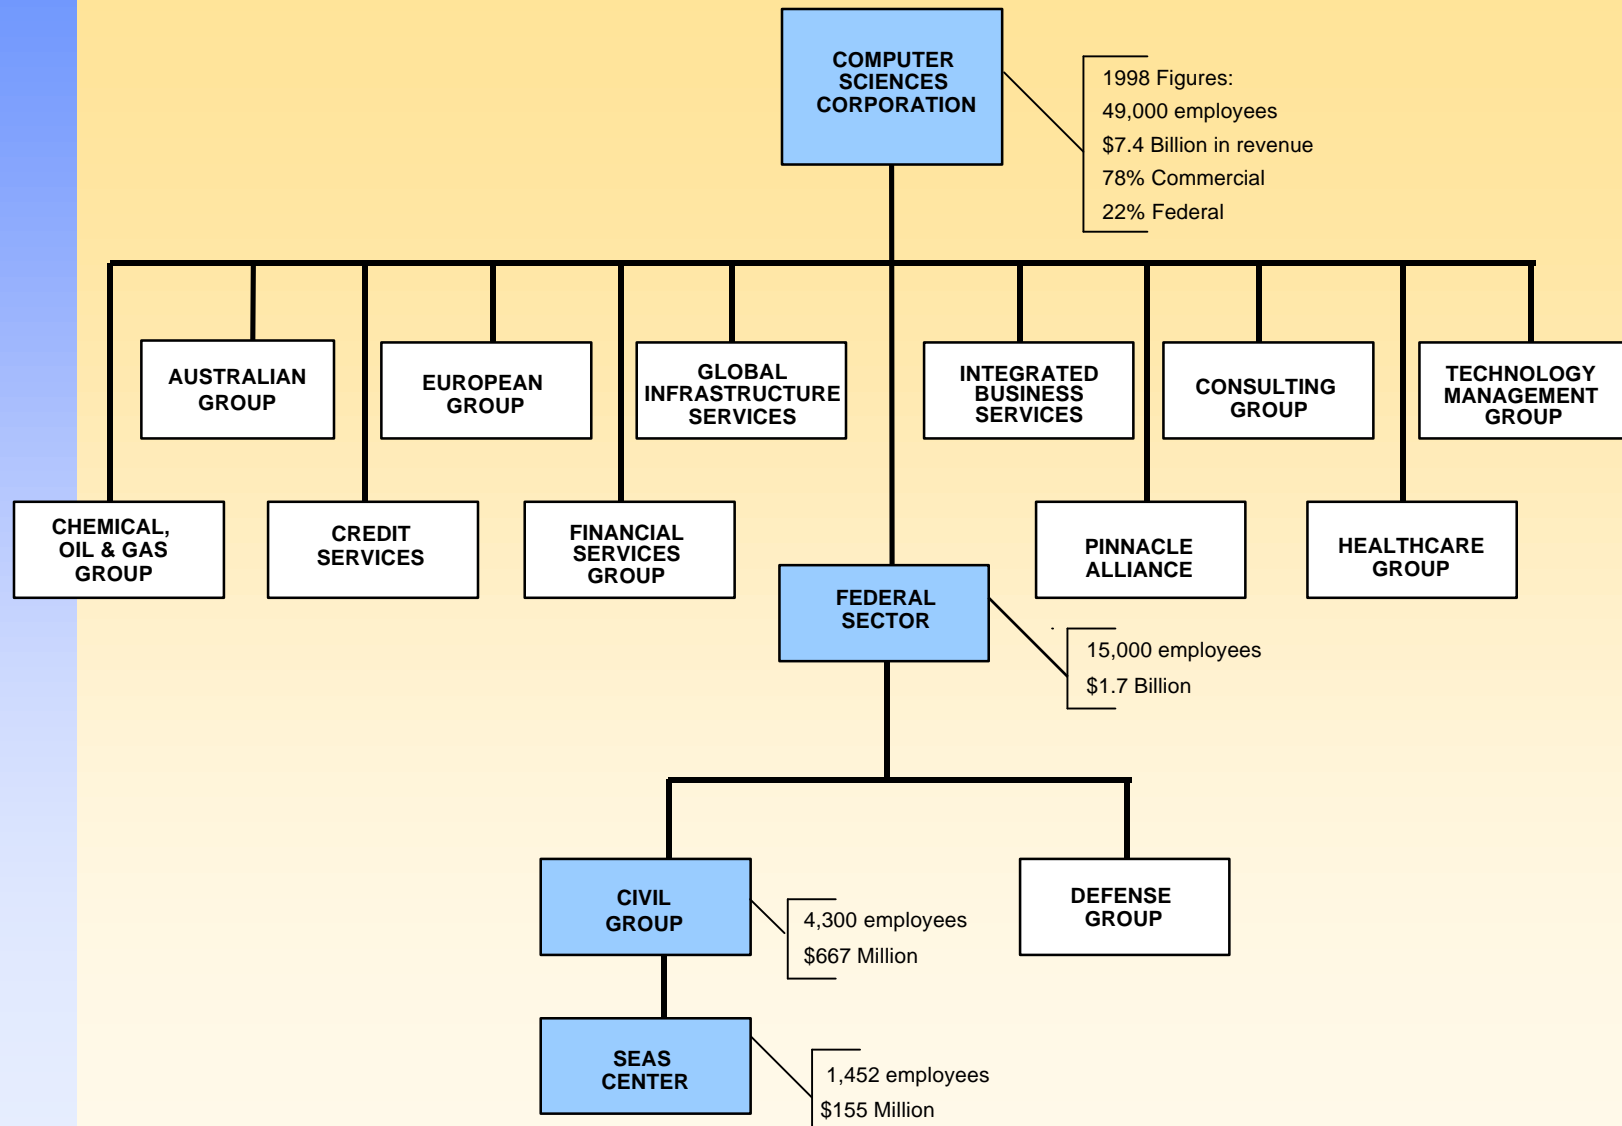 COMPUTER
SCIENCES
CORPORATION
1998 Figures:
49,000 employees
$7.4 Billion in revenue
78% Commercial
22% Federal
AUSTRALIAN
GROUP
EUROPEAN
GROUP
GLOBAL
INFRASTRUCTURE
SERVICES
INTEGRATED
BUSINESS
SERVICES
CONSULTING
GROUP
TECHNOLOGY
MANAGEMENT
GROUP
CHEMICAL,
OIL & GAS
GROUP
CREDIT
SERVICES
FINANCIAL
SERVICES
GROUP
PINNACLE
ALLIANCE
HEALTHCARE
GROUP
FEDERAL
SECTOR
15,000 employees
$1.7 Billion
CIVIL
GROUP
4,300 employees
$667 Million
DEFENSE
GROUP
SEAS
CENTER
1,452 employees
$155 Million